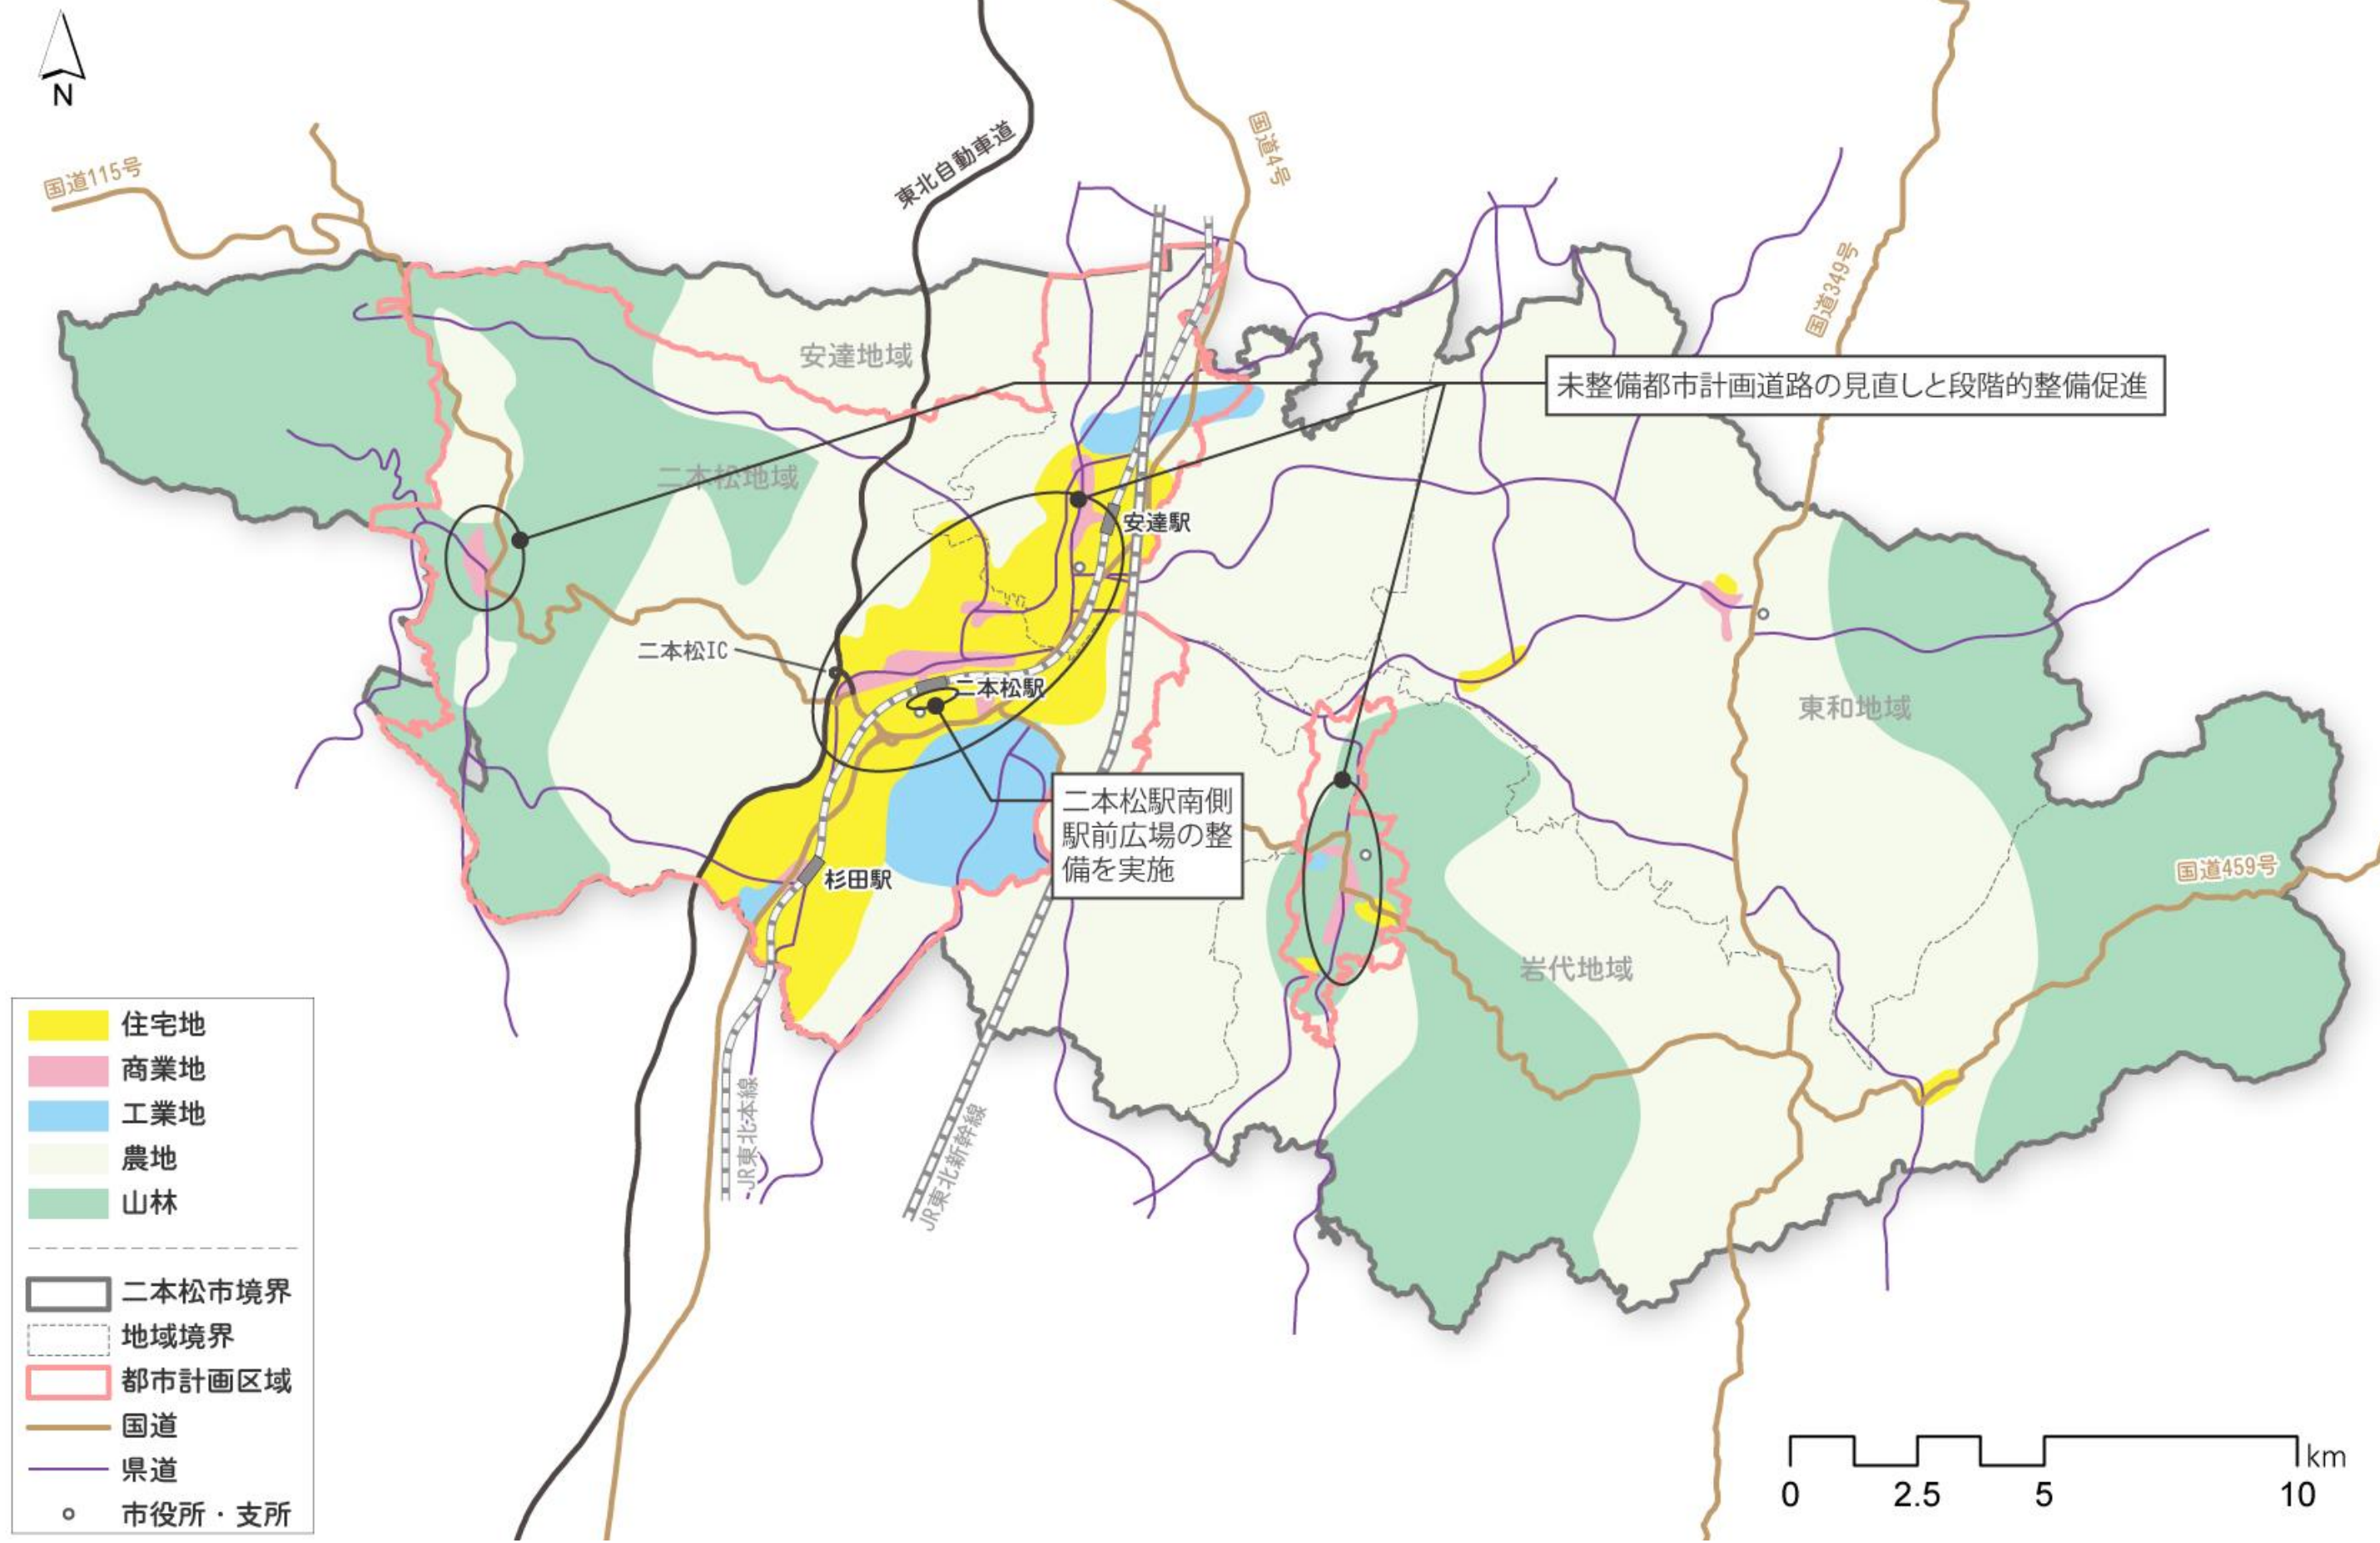 N
国道115号
東北自動車道
国道4号
国道349号
安達地域
未整備都市計画道路の見直しと段階的整備促進
二本松地域
安達駅
二本松IC
二本松駅
東和地域
二本松駅南側
駅前広場の整
備を実施
杉田駅
国道459号
岩代地域
JR東北本線
JR東北新幹線
住宅地
商業地
工業地
農地
山林
二本松市境界
地域境界
都市計画区域
国道
県道
市役所・支所
km
0 2.5 5 10